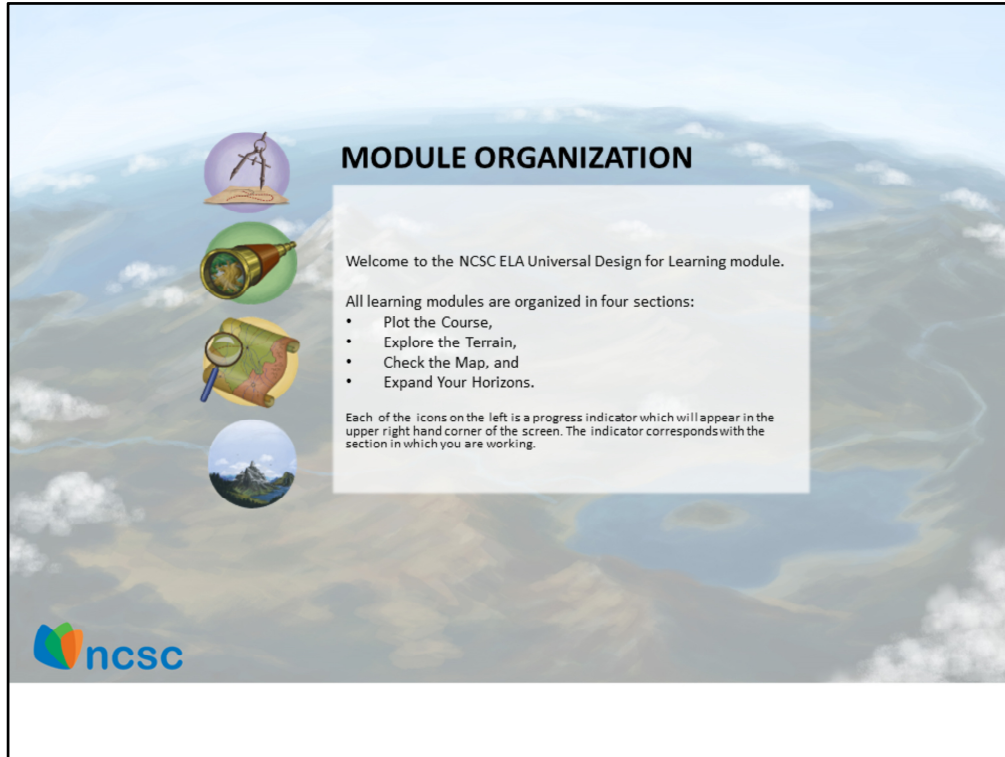 MODULE ORGANIZATION
Welcome to the NCSC ELA Universal Design for Learning module.
All learning modules are organized in four sections:
• Plot the Course,
• Explore the Terrain,
• Check the Map, and
• Expand Your Horizons.
Each of the icons on the left is a progress indicator which will appear in the
upper right hand corner of the screen. The indicator corresponds with the
section in which you are working.
ncsc